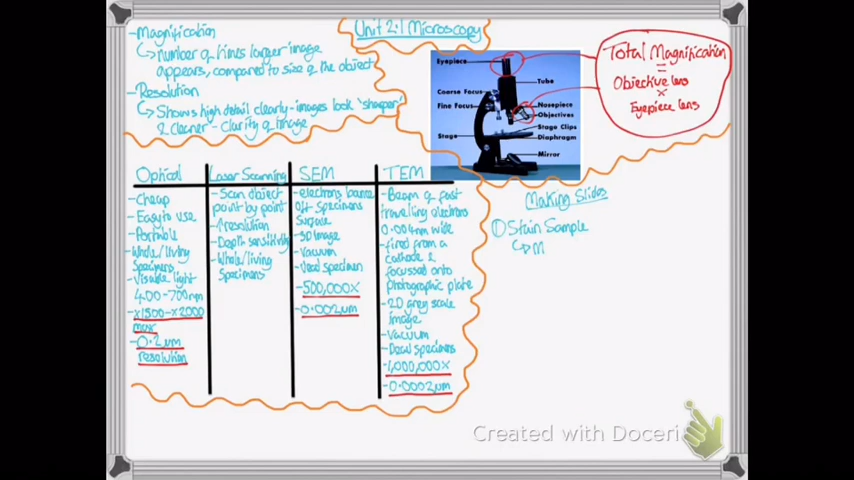 Unit 2.1 Microscopy
-Magnification
↳number of times larger image
appears, compared to size of the object
-Resolution
↳Shows high detail clearly-images look 'sharper'
& cleaner - clarity of image
Eyepiece
Tube
Coarse Focus
Fine Focus
Nosepiece
Objectives
Stage
Stage Clips
Diaphragm
Mirror
Total Magnification
=
Objective lens
×
Eyepiece lens
Optical
-Cheap
-Easy to use
-Portable
-Whole/living
specimens
-Visable light
400-700nm
-x1500-x2000
max
-0.2µm
resolution
Laser Scanning
-Scan object
point by point
-↑resolution
-Depth sensitivity
-Whole/living
specimens
SEM
-electrons bounce
off specimens
surface
-3D image
-Vacuum
-Dead specimen
-500,000x
-0.002µm
TEM
-Beam of fast
travelling electrons
0.004nm wide
-fired from a
cathode &
focussed onto
photographic plate
-2D grey scale
image
-Vacuum
-Dead specimens
-1,000,000x
-0.0002µm
Making Slides
① Stain Sample
↳ M
Created with Doceri